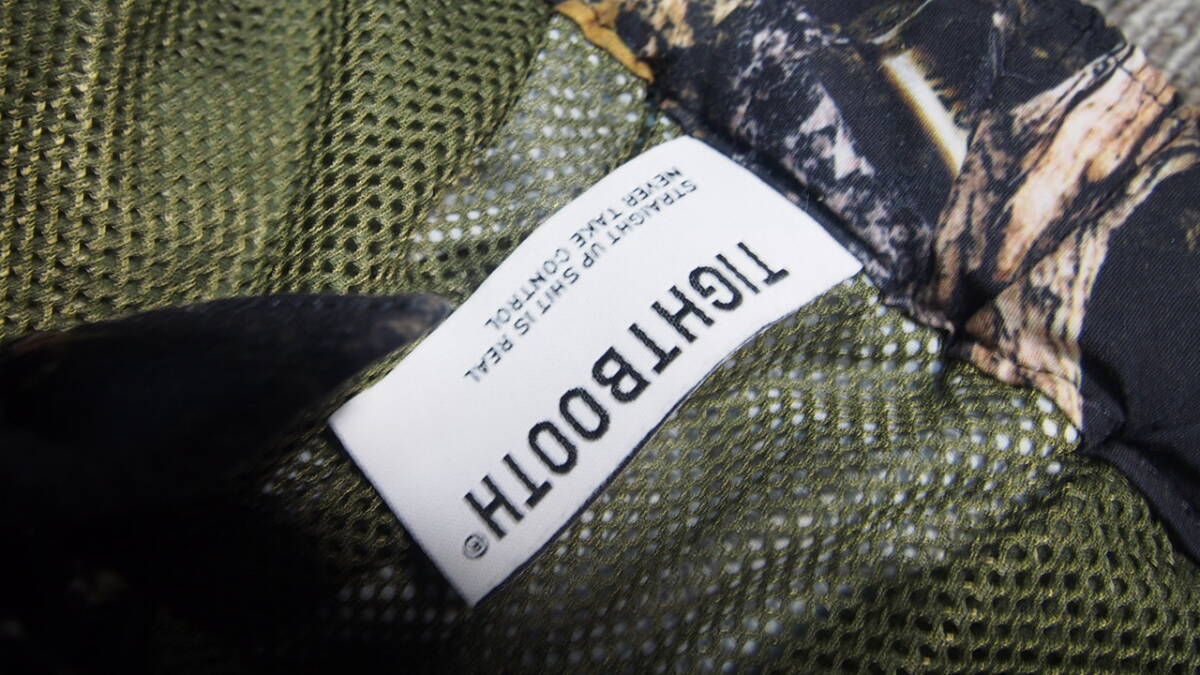 TIGHTBOOTH®
STRAIGHT UP SHIT IS REAL
NEVER TAKE CONTROL